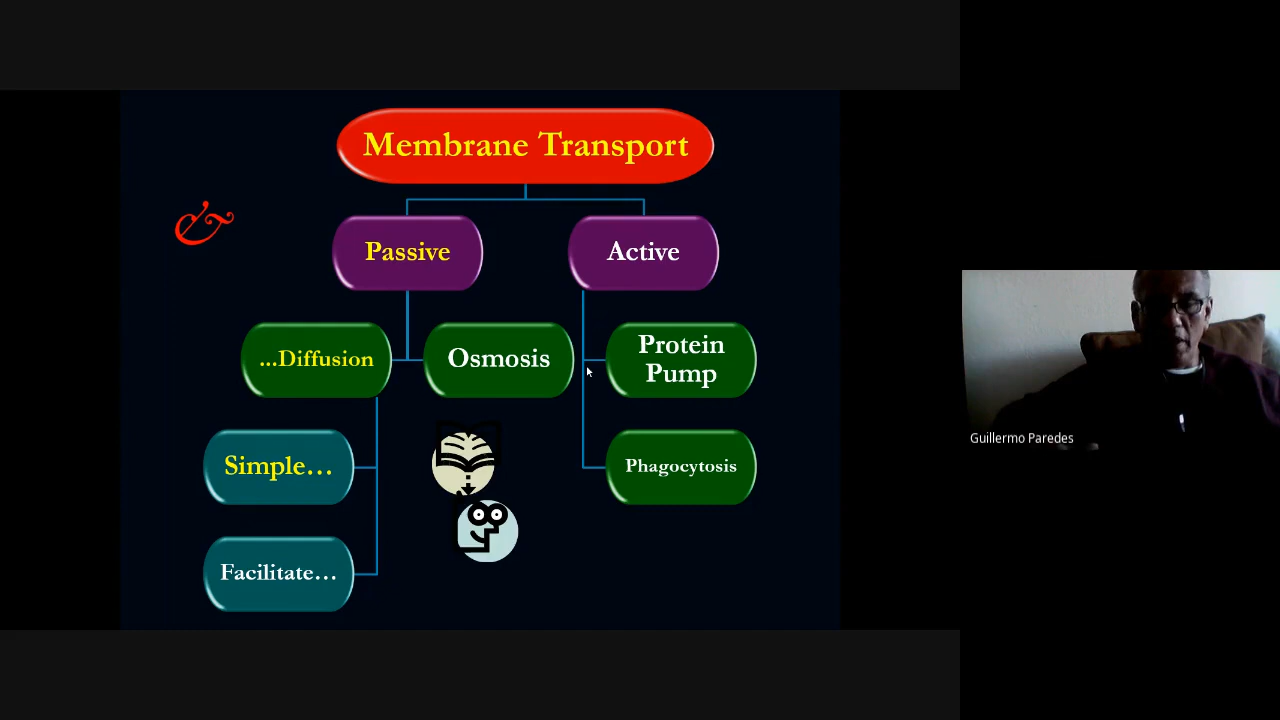 Membrane Transport
&
Passive
Active
...Diffusion
Osmosis
Protein
Pump
Simple...
Phagocytosis
Facilitate...
Guillermo Paredes